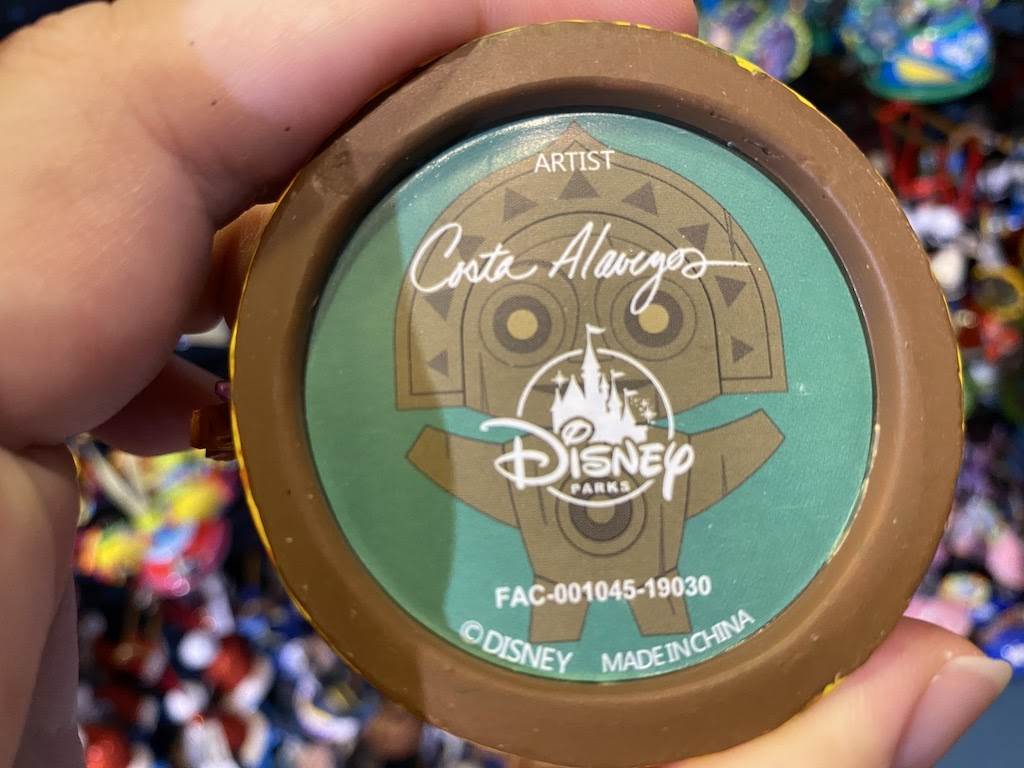 ARTIST
Costa Alavezos
DISNEY
PARKS
FAC-001045-19030
© DISNEY MADE IN CHINA